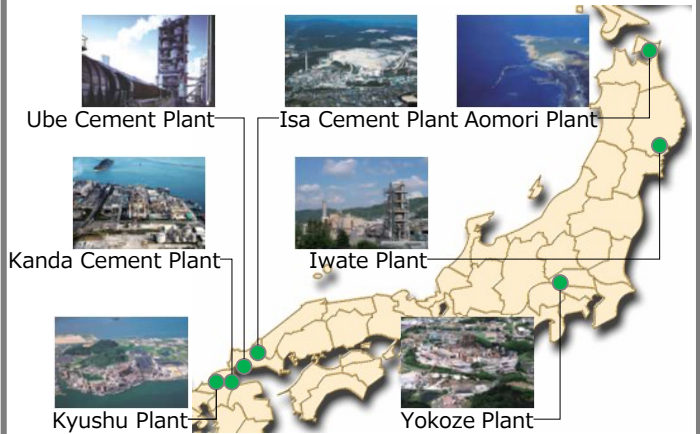 Ube Cement Plant
Isa Cement Plant
Aomori Plant
Kanda Cement Plant
Iwate Plant
Kyushu Plant
Yokoze Plant